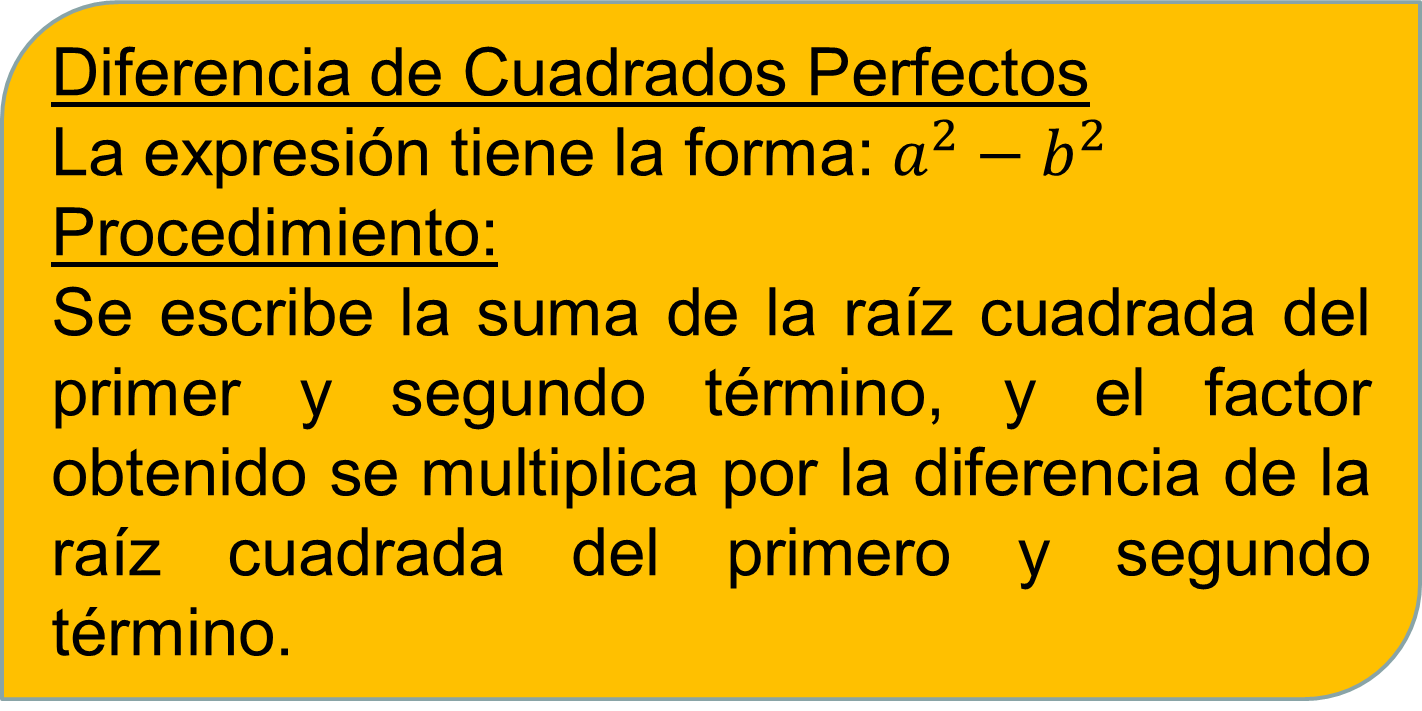 Diferencia de Cuadrados Perfectos
La expresión tiene la forma: 𝑎² − 𝑏²
Procedimiento:
Se escribe la suma de la raíz cuadrada del
primer y segundo término, y el factor
obtenido se multiplica por la diferencia de la
raíz cuadrada del primero y segundo
término.